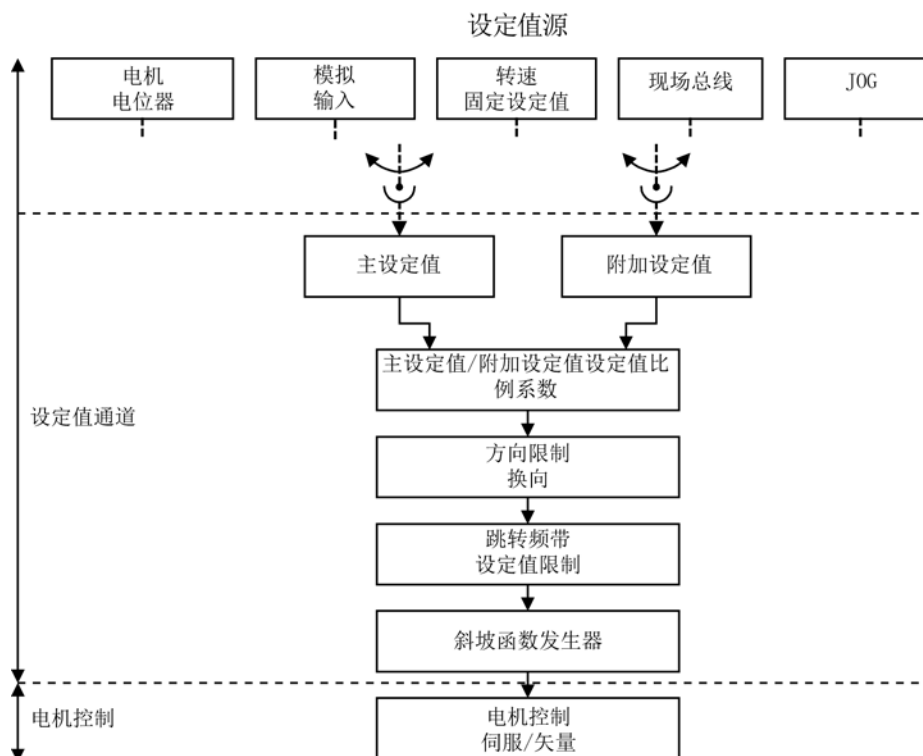 设定值源
电机
电位器
模拟
输入
转速
固定设定值
现场总线
JOG
主设定值
附加设定值
主设定值/附加设定值设定值比
例系数
设定值通道
方向限制
换向
跳转频带
设定值限制
斜坡函数发生器
电机控制
电机控制
伺服/矢量